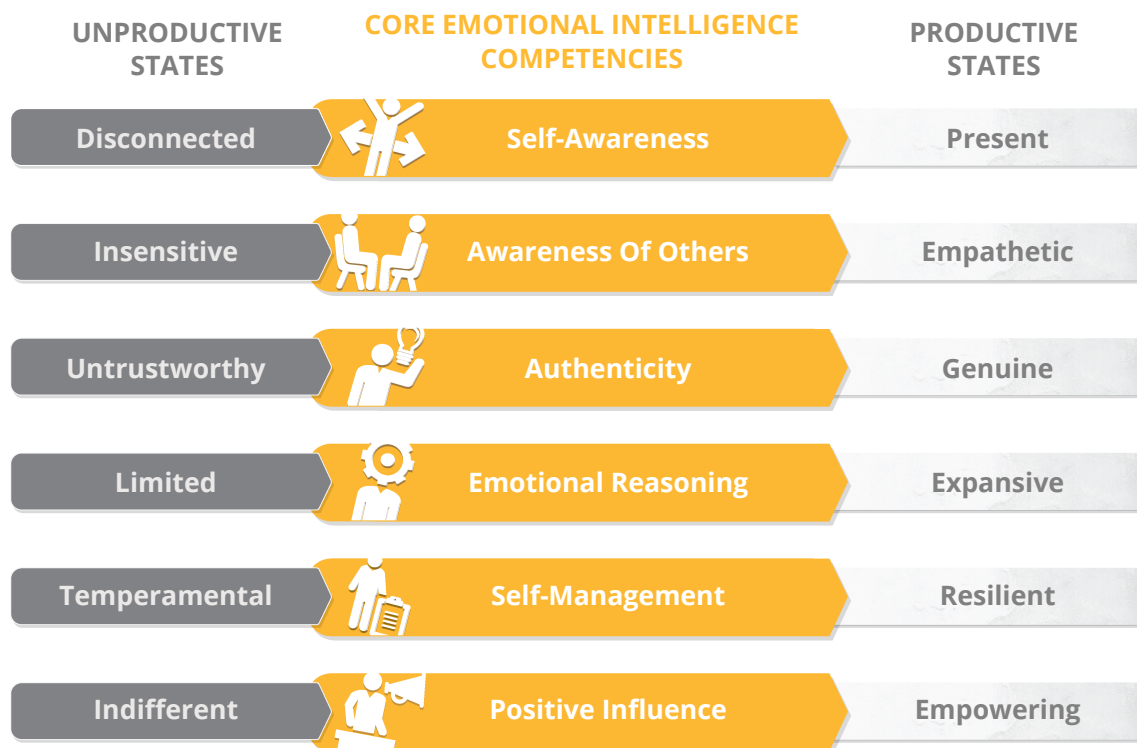 UNPRODUCTIVE
STATES
CORE EMOTIONAL INTELLIGENCE
COMPETENCIES
PRODUCTIVE
STATES
Disconnected Self-Awareness Present
Insensitive Awareness Of Others Empathetic
Untrustworthy Authenticity Genuine
Limited Emotional Reasoning Expansive
Temperamental Self-Management Resilient
Indifferent Positive Influence Empowering